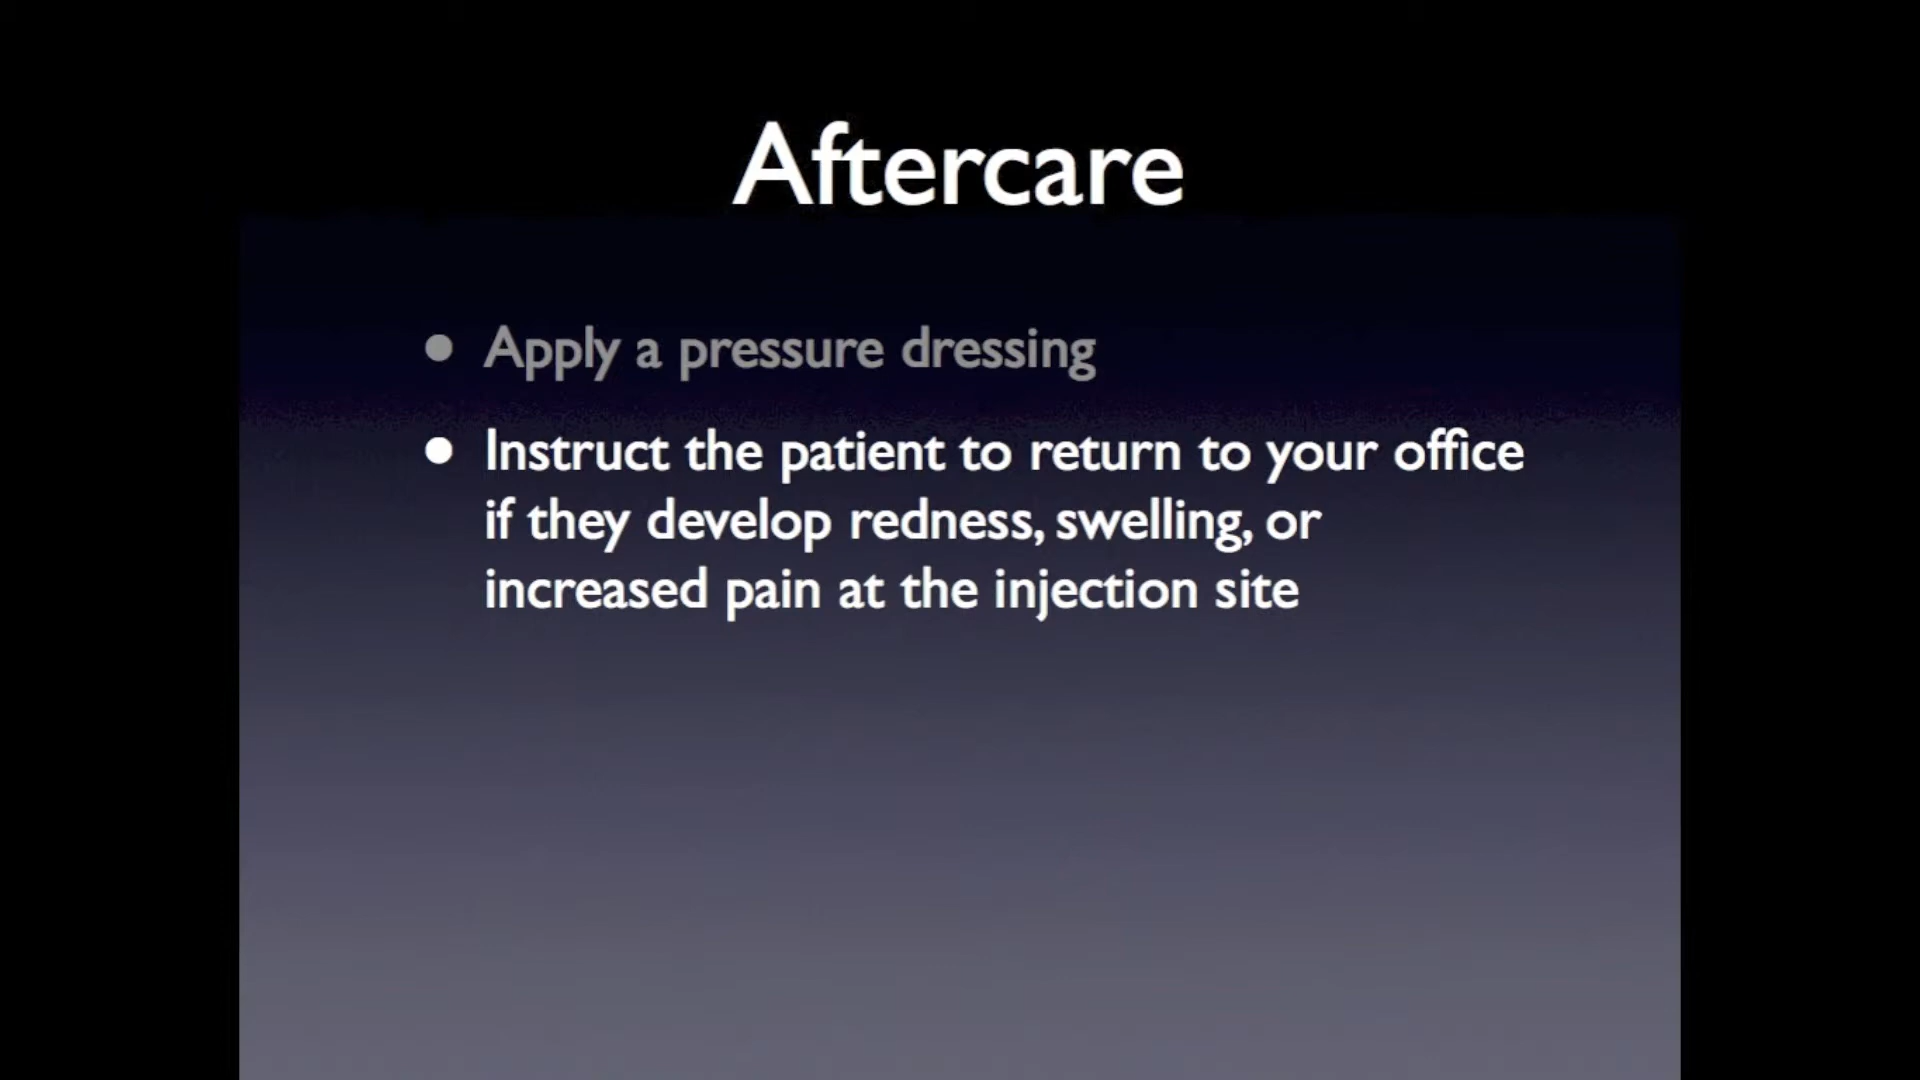 Aftercare
• Apply a pressure dressing
• Instruct the patient to return to your office
if they develop redness, swelling, or
increased pain at the injection site